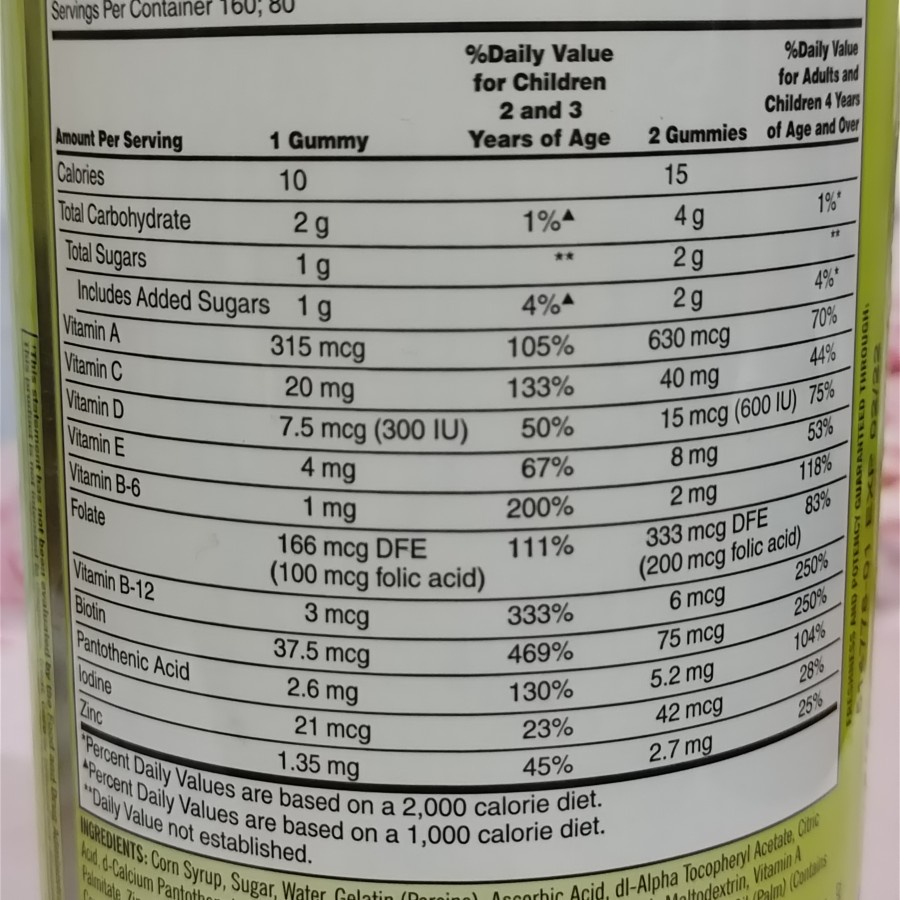 Servings Per Container 160; 80
Amount Per Serving 1 Gummy %Daily Value for Children 2 and 3 Years of Age 2 Gummies %Daily Value for Adults and Children 4 Years of Age and Over
Calories 10 15
Total Carbohydrate 2 g 1%▲ 4 g 1%*
Total Sugars 1 g ** 2 g **
Includes Added Sugars 1 g 4%▲ 2 g 4%*
Vitamin A 315 mcg 105% 630 mcg 70%
Vitamin C 20 mg 133% 40 mg 44%
Vitamin D 7.5 mcg (300 IU) 50% 15 mcg (600 IU) 75%
Vitamin E 4 mg 67% 8 mg 53%
Vitamin B-6 1 mg 200% 2 mg 118%
Folate 166 mcg DFE 111% 333 mcg DFE 83%
(100 mcg folic acid) (200 mcg folic acid)
Vitamin B-12 3 mcg 333% 6 mcg 250%
Biotin 37.5 mcg 469% 75 mcg 250%
Pantothenic Acid 2.6 mg 130% 5.2 mg 104%
Iodine 21 mcg 23% 42 mcg 28%
Zinc 1.35 mg 45% 2.7 mg 25%
*Percent Daily Values are based on a 2,000 calorie diet.
▲Percent Daily Values are based on a 1,000 calorie diet.
**Daily Value not established.
INGREDIENTS: Corn Syrup, Sugar, Water, Gelatin (Porcine), Ascorbic Acid, dl-Alpha Tocopheryl Acetate, Citric
Acid, d-Calcium Maltodextrin, Vitamin A
Palmitate, (Palm) (Contains
FRESHNESS AND POTENCY GUARANTEED THROUGH:
EXP 02/22